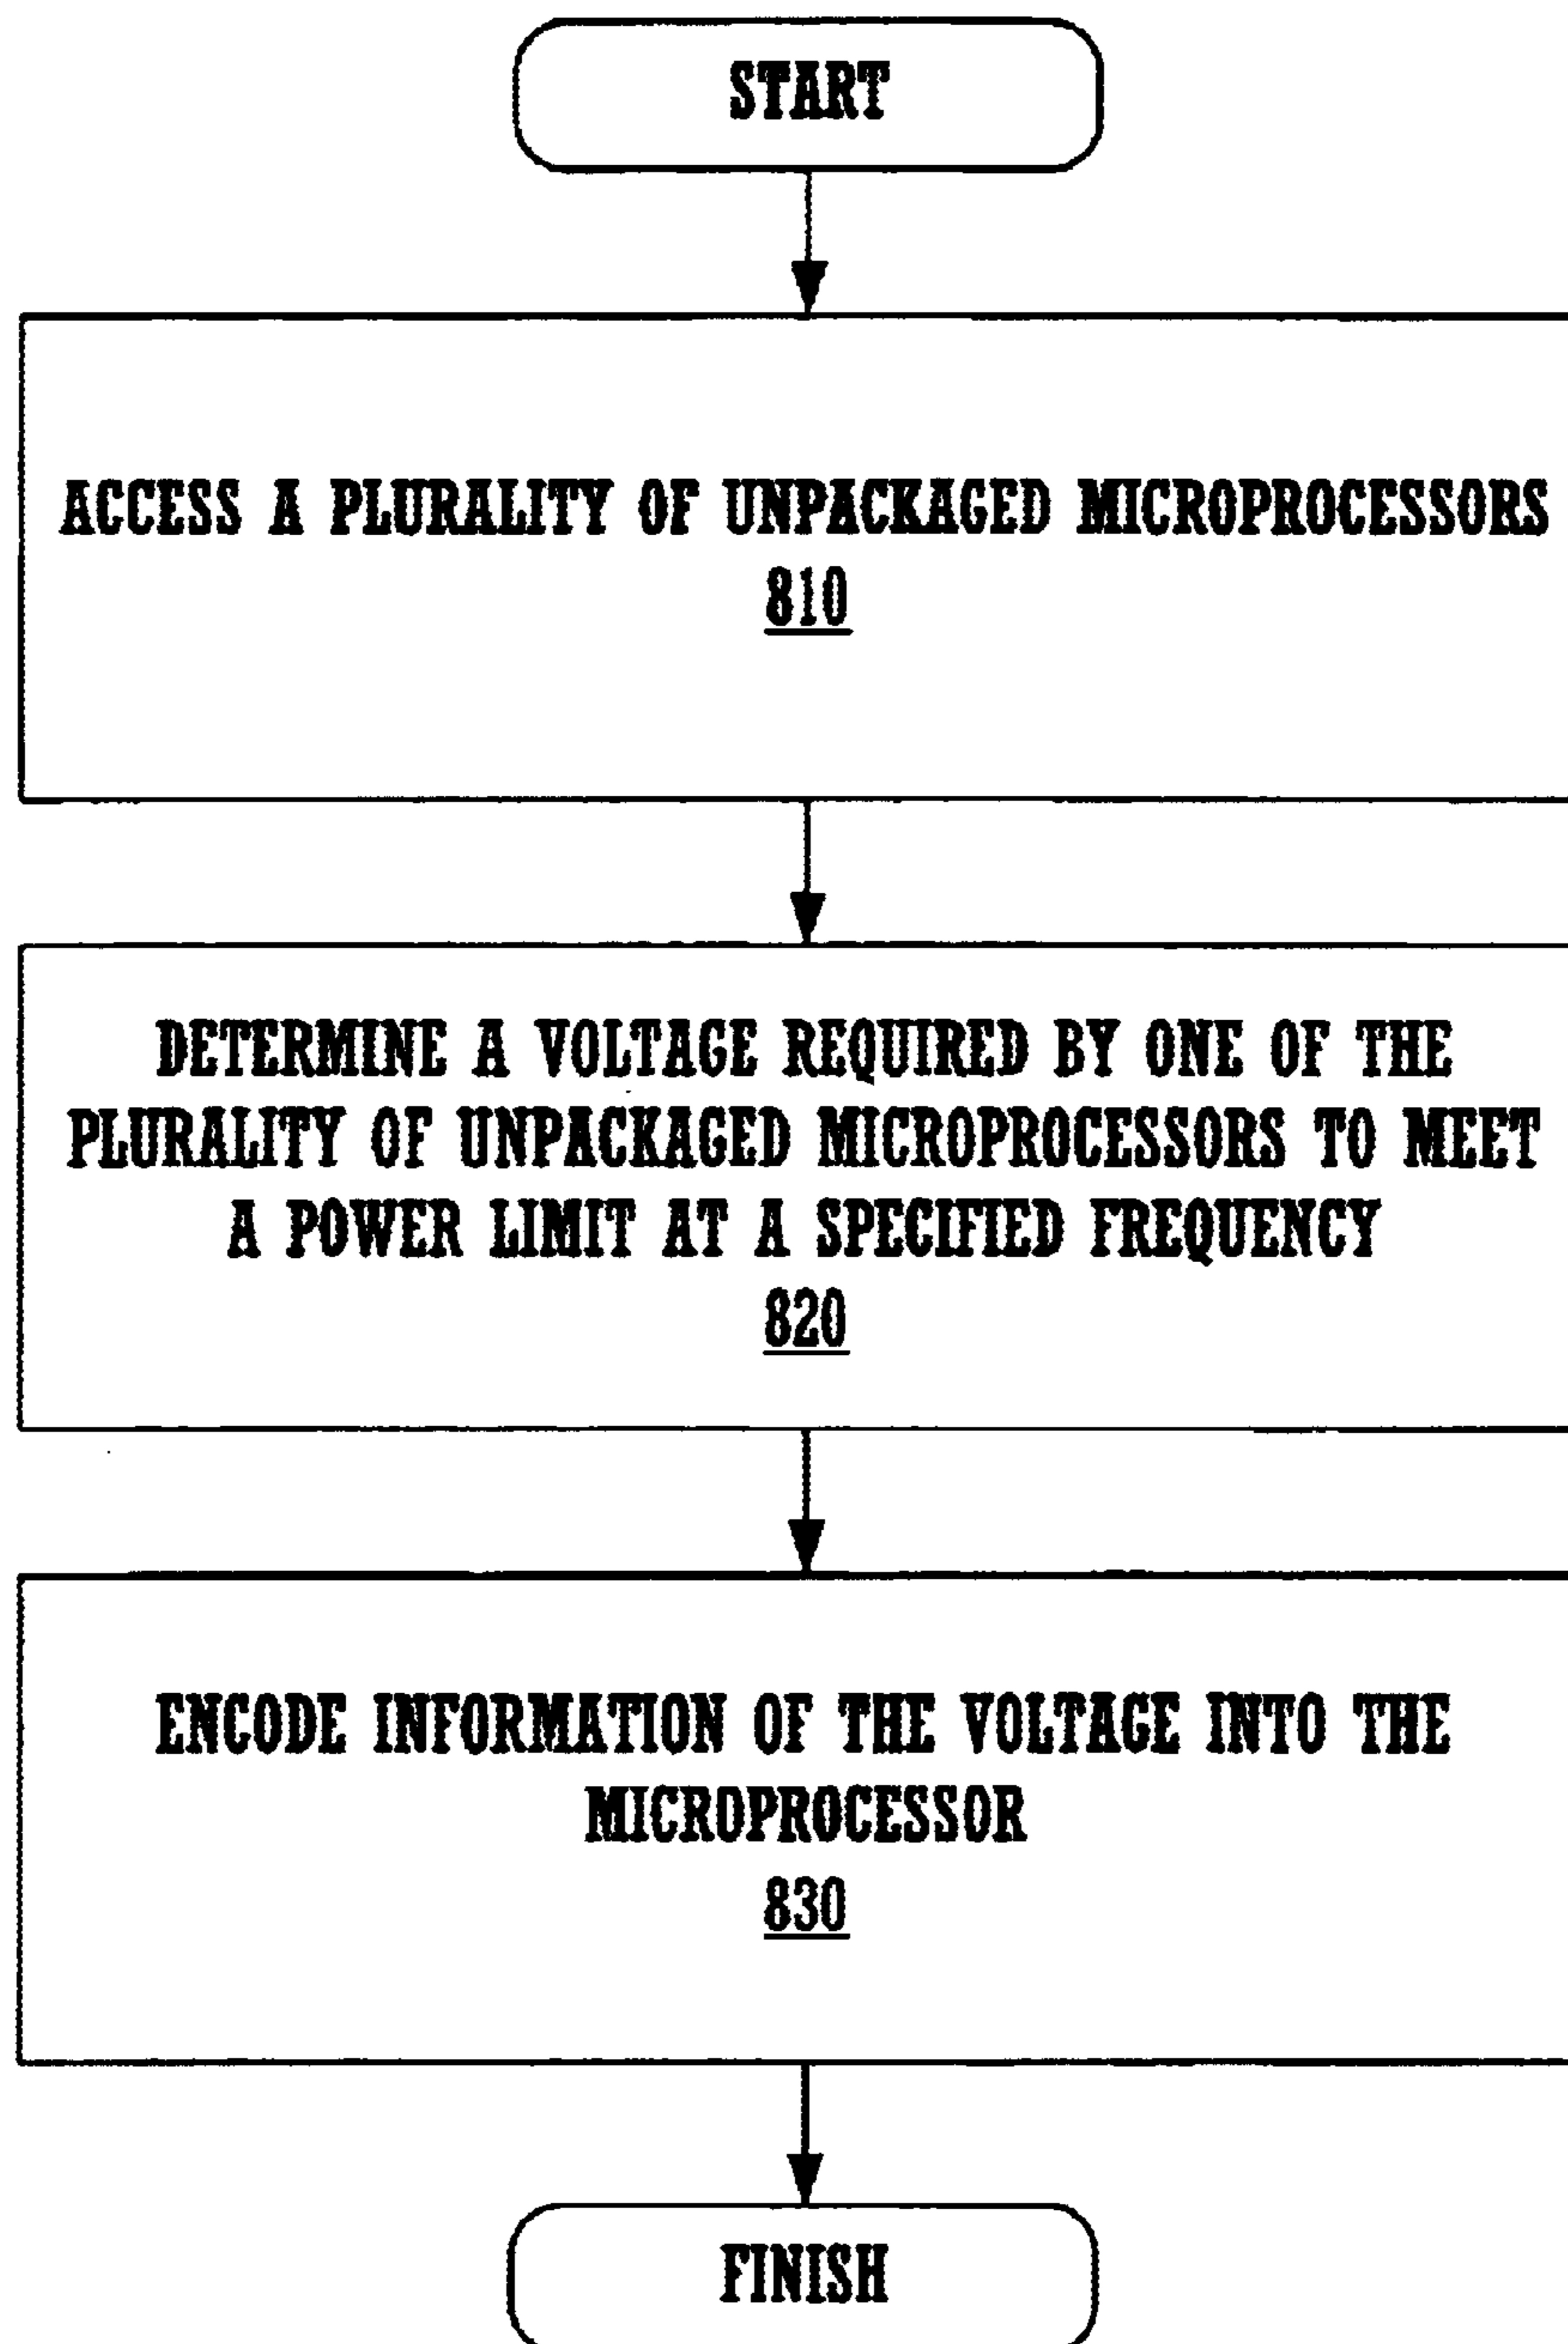 START
ACCESS A PLURALITY OF UNPACKAGED MICROPROCESSORS
810
DETERMINE A VOLTAGE REQUIRED BY ONE OF THE
PLURALITY OF UNPACKAGED MICROPROCESSORS TO MEET
A POWER LIMIT AT A SPECIFIED FREQUENCY
820
ENCODE INFORMATION OF THE VOLTAGE INTO THE
MICROPROCESSOR
830
FINISH